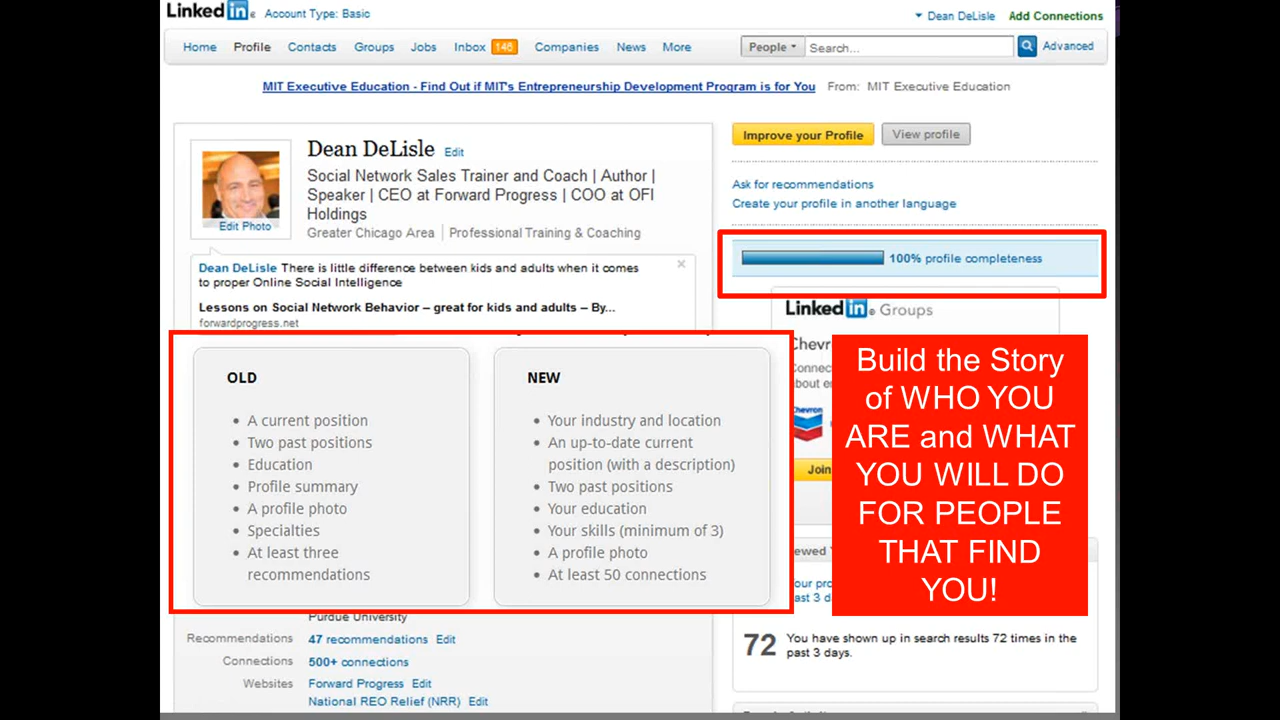 Linked in® Account Type: Basic
Dean DeLisle Add Connections
Home Profile Contacts Groups Jobs Inbox 146 Companies News More People Search... Advanced
MIT Executive Education - Find Out if MIT's Entrepreneurship Development Program is for You From: MIT Executive Education
Dean DeLisle Edit
Social Network Sales Trainer and Coach | Author |
Speaker | CEO at Forward Progress | COO at OFI
Holdings
Greater Chicago Area | Professional Training & Coaching
Edit Photo
Dean DeLisle There is little difference between kids and adults when it comes
to proper Online Social Intelligence
Lessons on Social Network Behavior – great for kids and adults – By...
forwardprogress.net
Improve your Profile View profile
Ask for recommendations
Create your profile in another language
100% profile completeness
Linked in® Groups
OLD
• A current position
• Two past positions
• Education
• Profile summary
• A profile photo
• Specialties
• At least three
recommendations
NEW
• Your industry and location
• An up-to-date current
position (with a description)
• Two past positions
• Your education
• Your skills (minimum of 3)
• A profile photo
• At least 50 connections
Chevron
Join
Build the Story
of WHO YOU
ARE and WHAT
YOU WILL DO
FOR PEOPLE
THAT FIND
YOU!
Purdue University
Recommendations 47 recommendations Edit
Connections 500+ connections
Websites Forward Progress Edit
National REO Relief (NRR) Edit
72 You have shown up in search results 72 times in the
past 3 days.